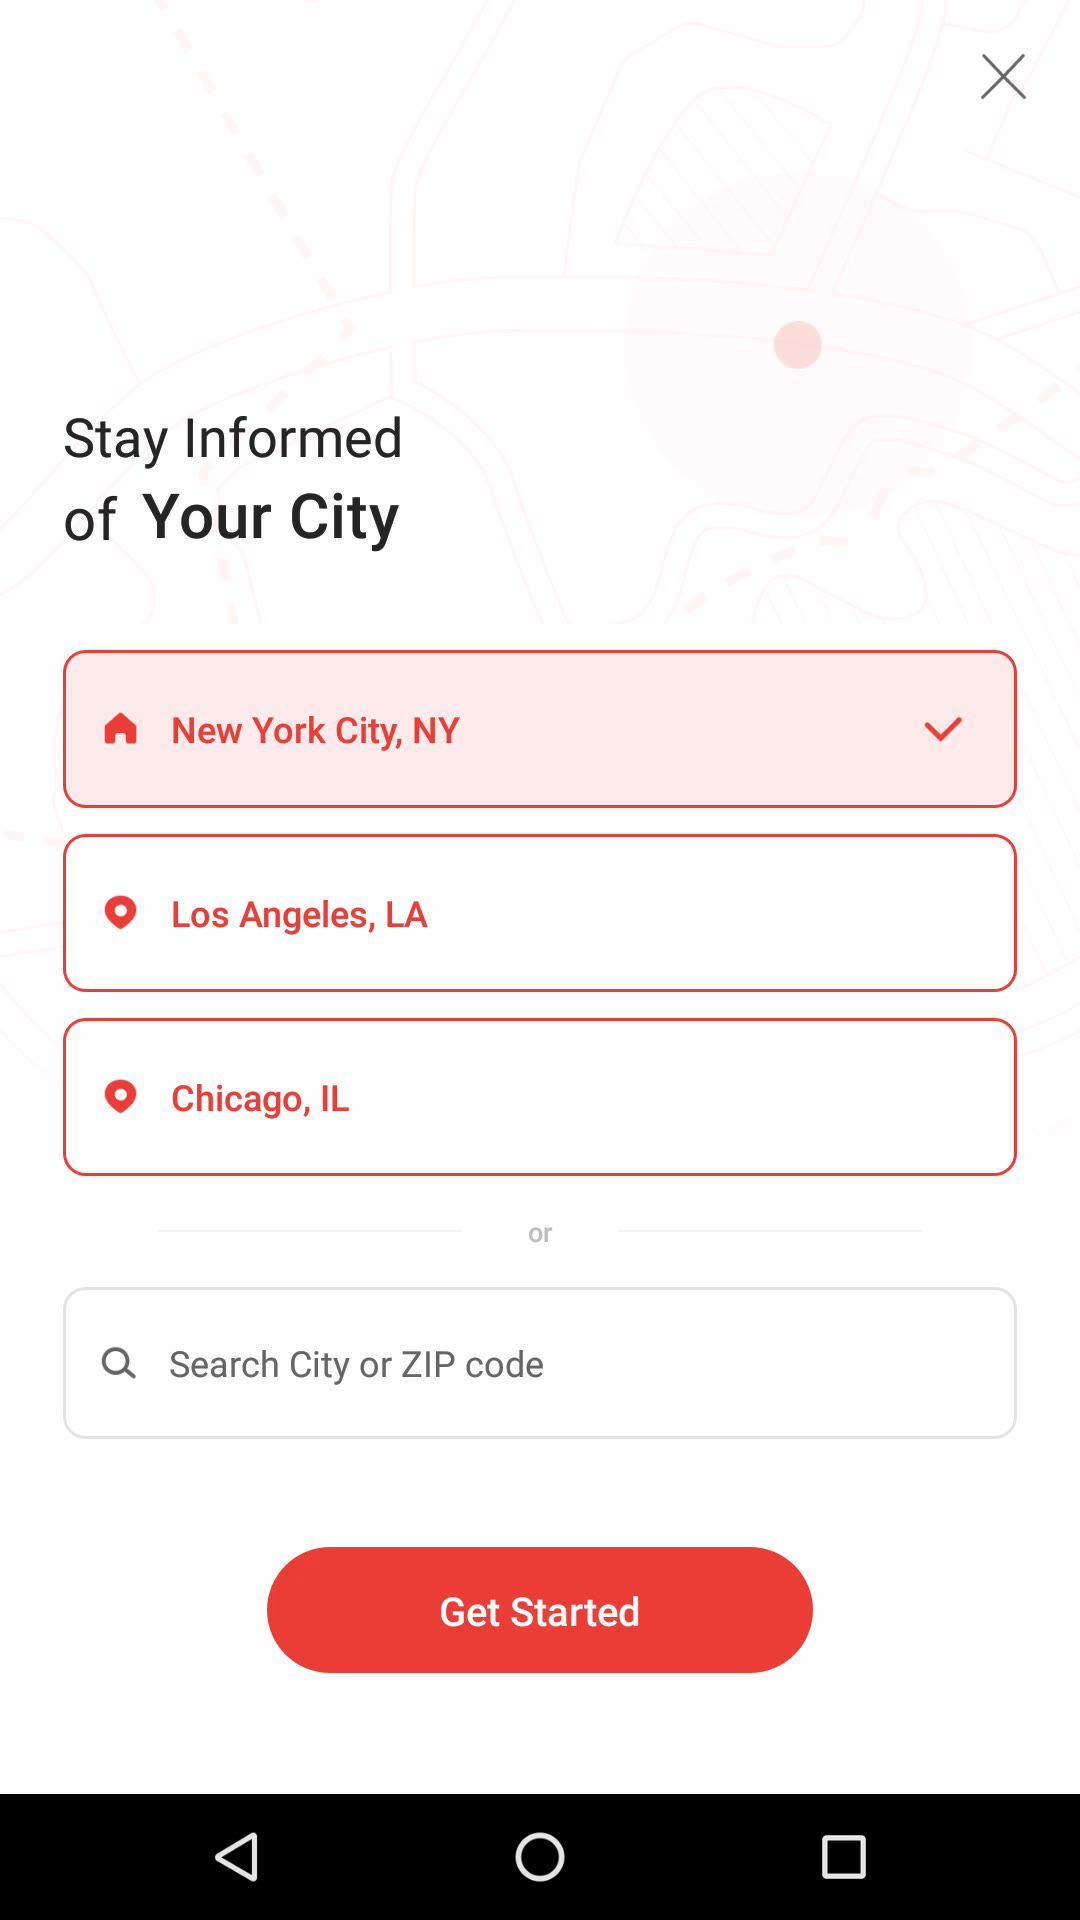 Stay Informed
of Your City
New York City, NY
Los Angeles, LA
Chicago, IL
or
Search City or ZIP code
Get Started